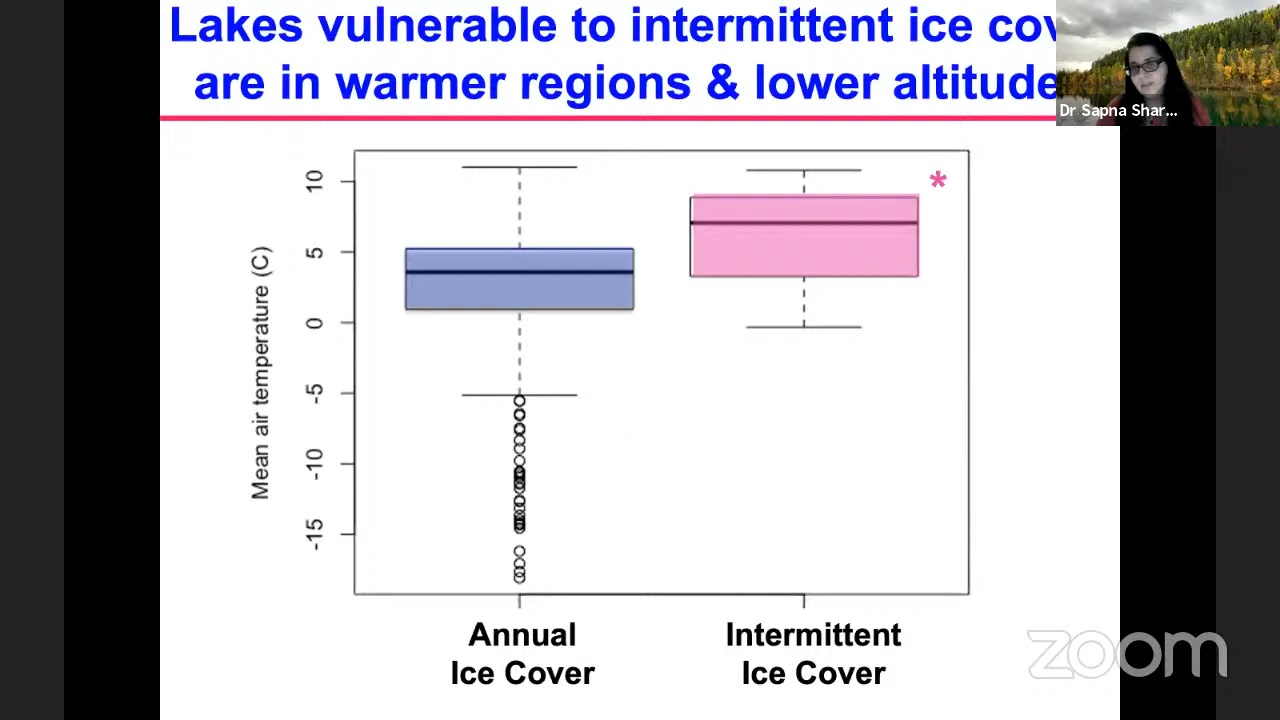 Lakes vulnerable to intermittent ice cov
are in warmer regions & lower altitude
Dr Sapna Shar...
*
10
5
0
-5
-10
-15
Mean air temperature (C)
Annual
Ice Cover
Intermittent
Ice Cover
zoom